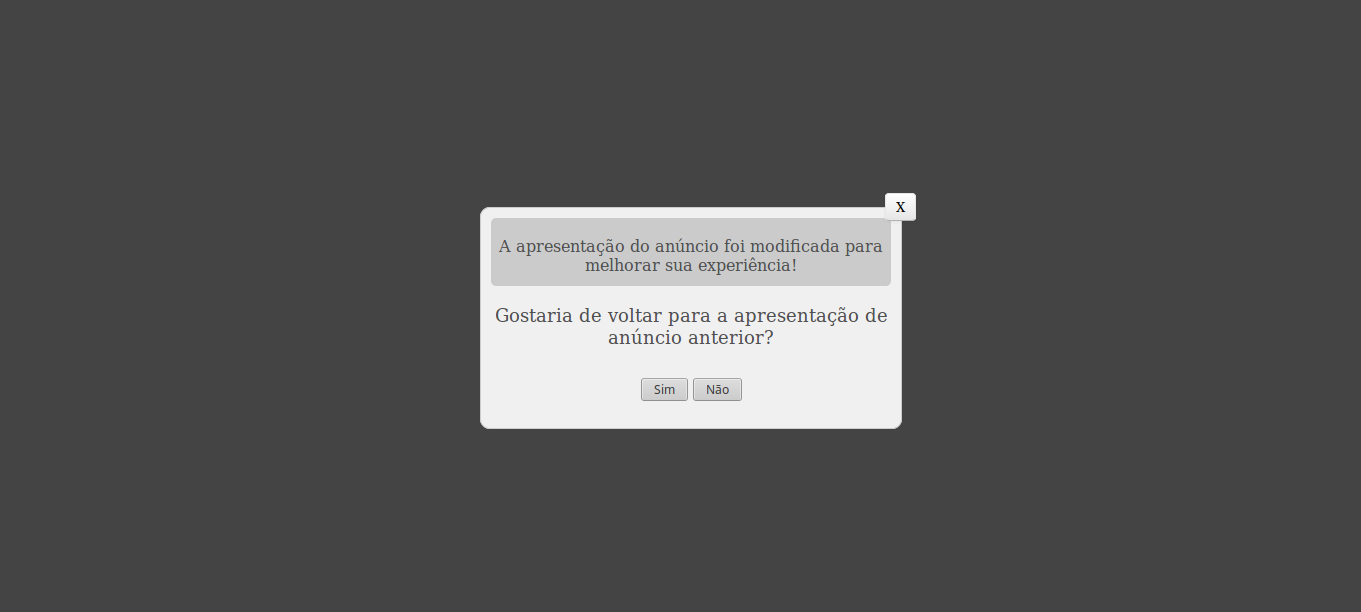 X
A apresentação do anúncio foi modificada para
melhorar sua experiência!
Gostaria de voltar para a apresentação de
anúncio anterior?
Sim Não